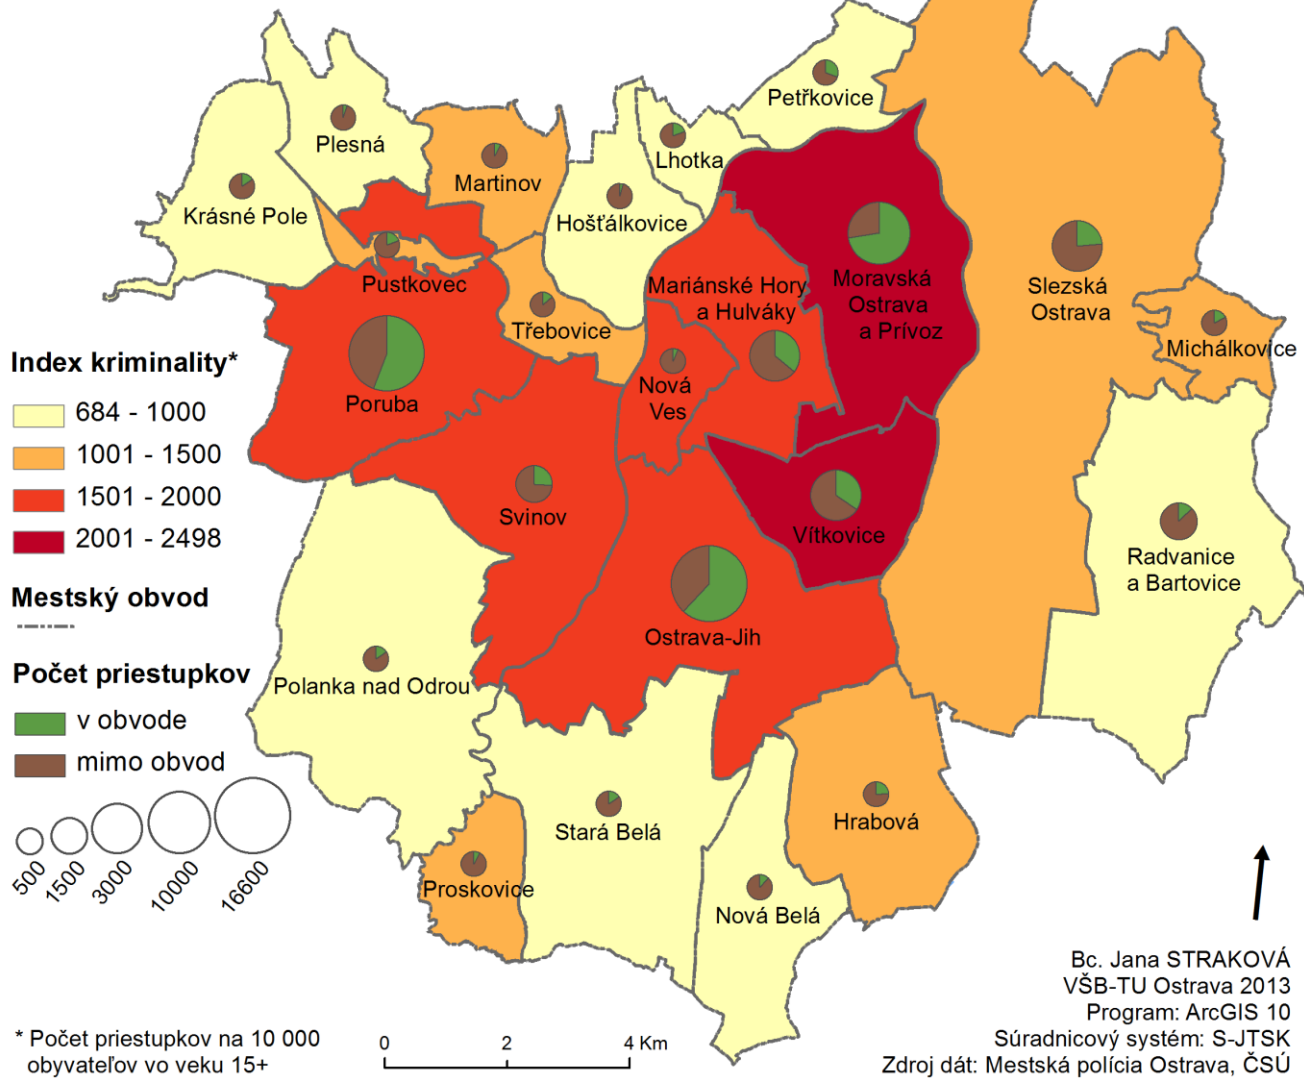 Petřkovice
Plesná
Lhotka
Martinov
Krásné Pole
Hošťálkovice
Pustkovec
Mariánské Hory
a Hulváky
Moravská
Ostrava
a Prívoz
Slezská
Ostrava
Třebovice
Michálkovice
Nová
Ves
Poruba
Svinov
Vítkovice
Radvanice
a Bartovice
Ostrava-Jih
Polanka nad Odrou
Stará Belá
Hrabová
Proskovice
Nová Belá
Index kriminality*
684 - 1000
1001 - 1500
1501 - 2000
2001 - 2498
Mestský obvod
Počet priestupkov
v obvode
mimo obvod
500
1500
3000
10000
16600
* Počet priestupkov na 10 000
obyvateľov vo veku 15+
0 2 4 Km
Bc. Jana STRAKOVÁ
VŠB-TU Ostrava 2013
Program: ArcGIS 10
Súradnicový systém: S-JTSK
Zdroj dát: Mestská polícia Ostrava, ČSÚ